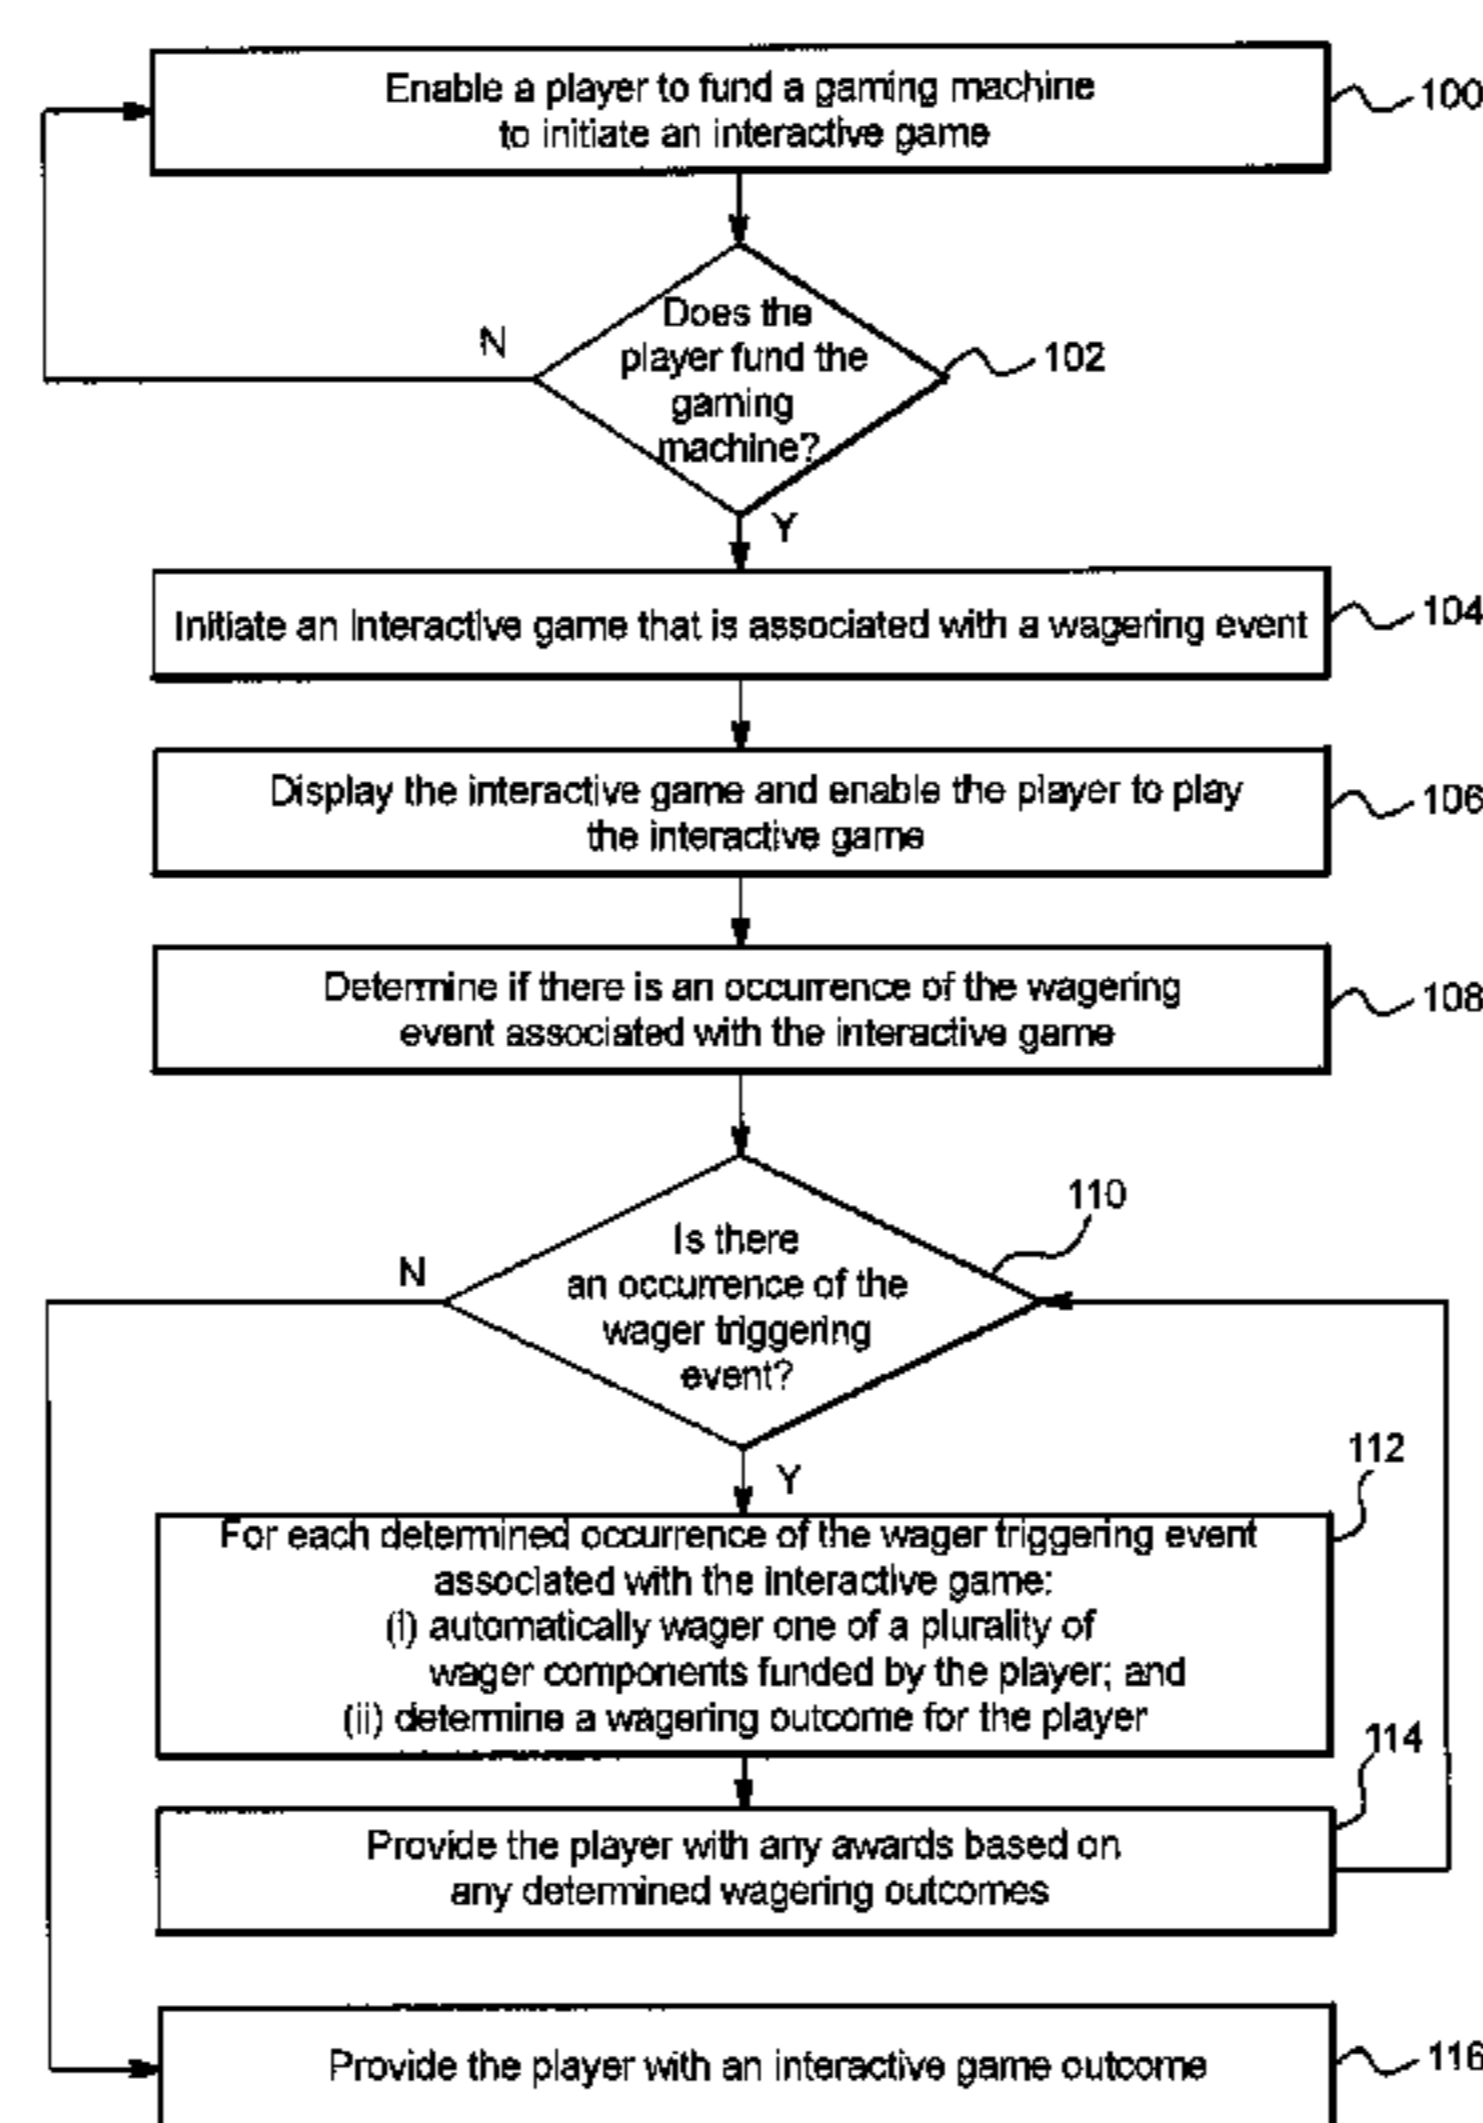 Enable a player to fund a gaming machine
to initiate an interactive game
100
Does the
player fund the
gaming
machine?
N
102
Y
Initiate an interactive game that is associated with a wagering event
104
Display the interactive game and enable the player to play
the interactive game
106
Determine if there is an occurrence of the wagering
event associated with the interactive game
108
110
Is there
an occurrence of the
wager triggering
event?
N
Y
112
For each determined occurrence of the wager triggering event
associated with the interactive game:
(i) automatically wager one of a plurality of
wager components funded by the player; and
(ii) determine a wagering outcome for the player
114
Provide the player with any awards based on
any determined wagering outcomes
Provide the player with an interactive game outcome
116